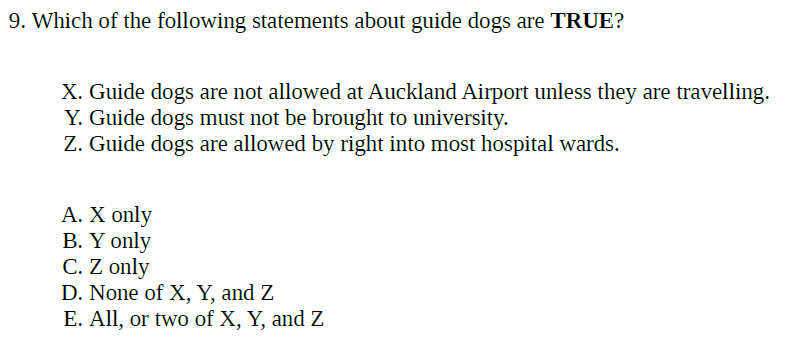 9. Which of the following statements about guide dogs are TRUE?
X. Guide dogs are not allowed at Auckland Airport unless they are travelling.
Y. Guide dogs must not be brought to university.
Z. Guide dogs are allowed by right into most hospital wards.
A. X only
B. Y only
C. Z only
D. None of X, Y, and Z
E. All, or two of X, Y, and Z